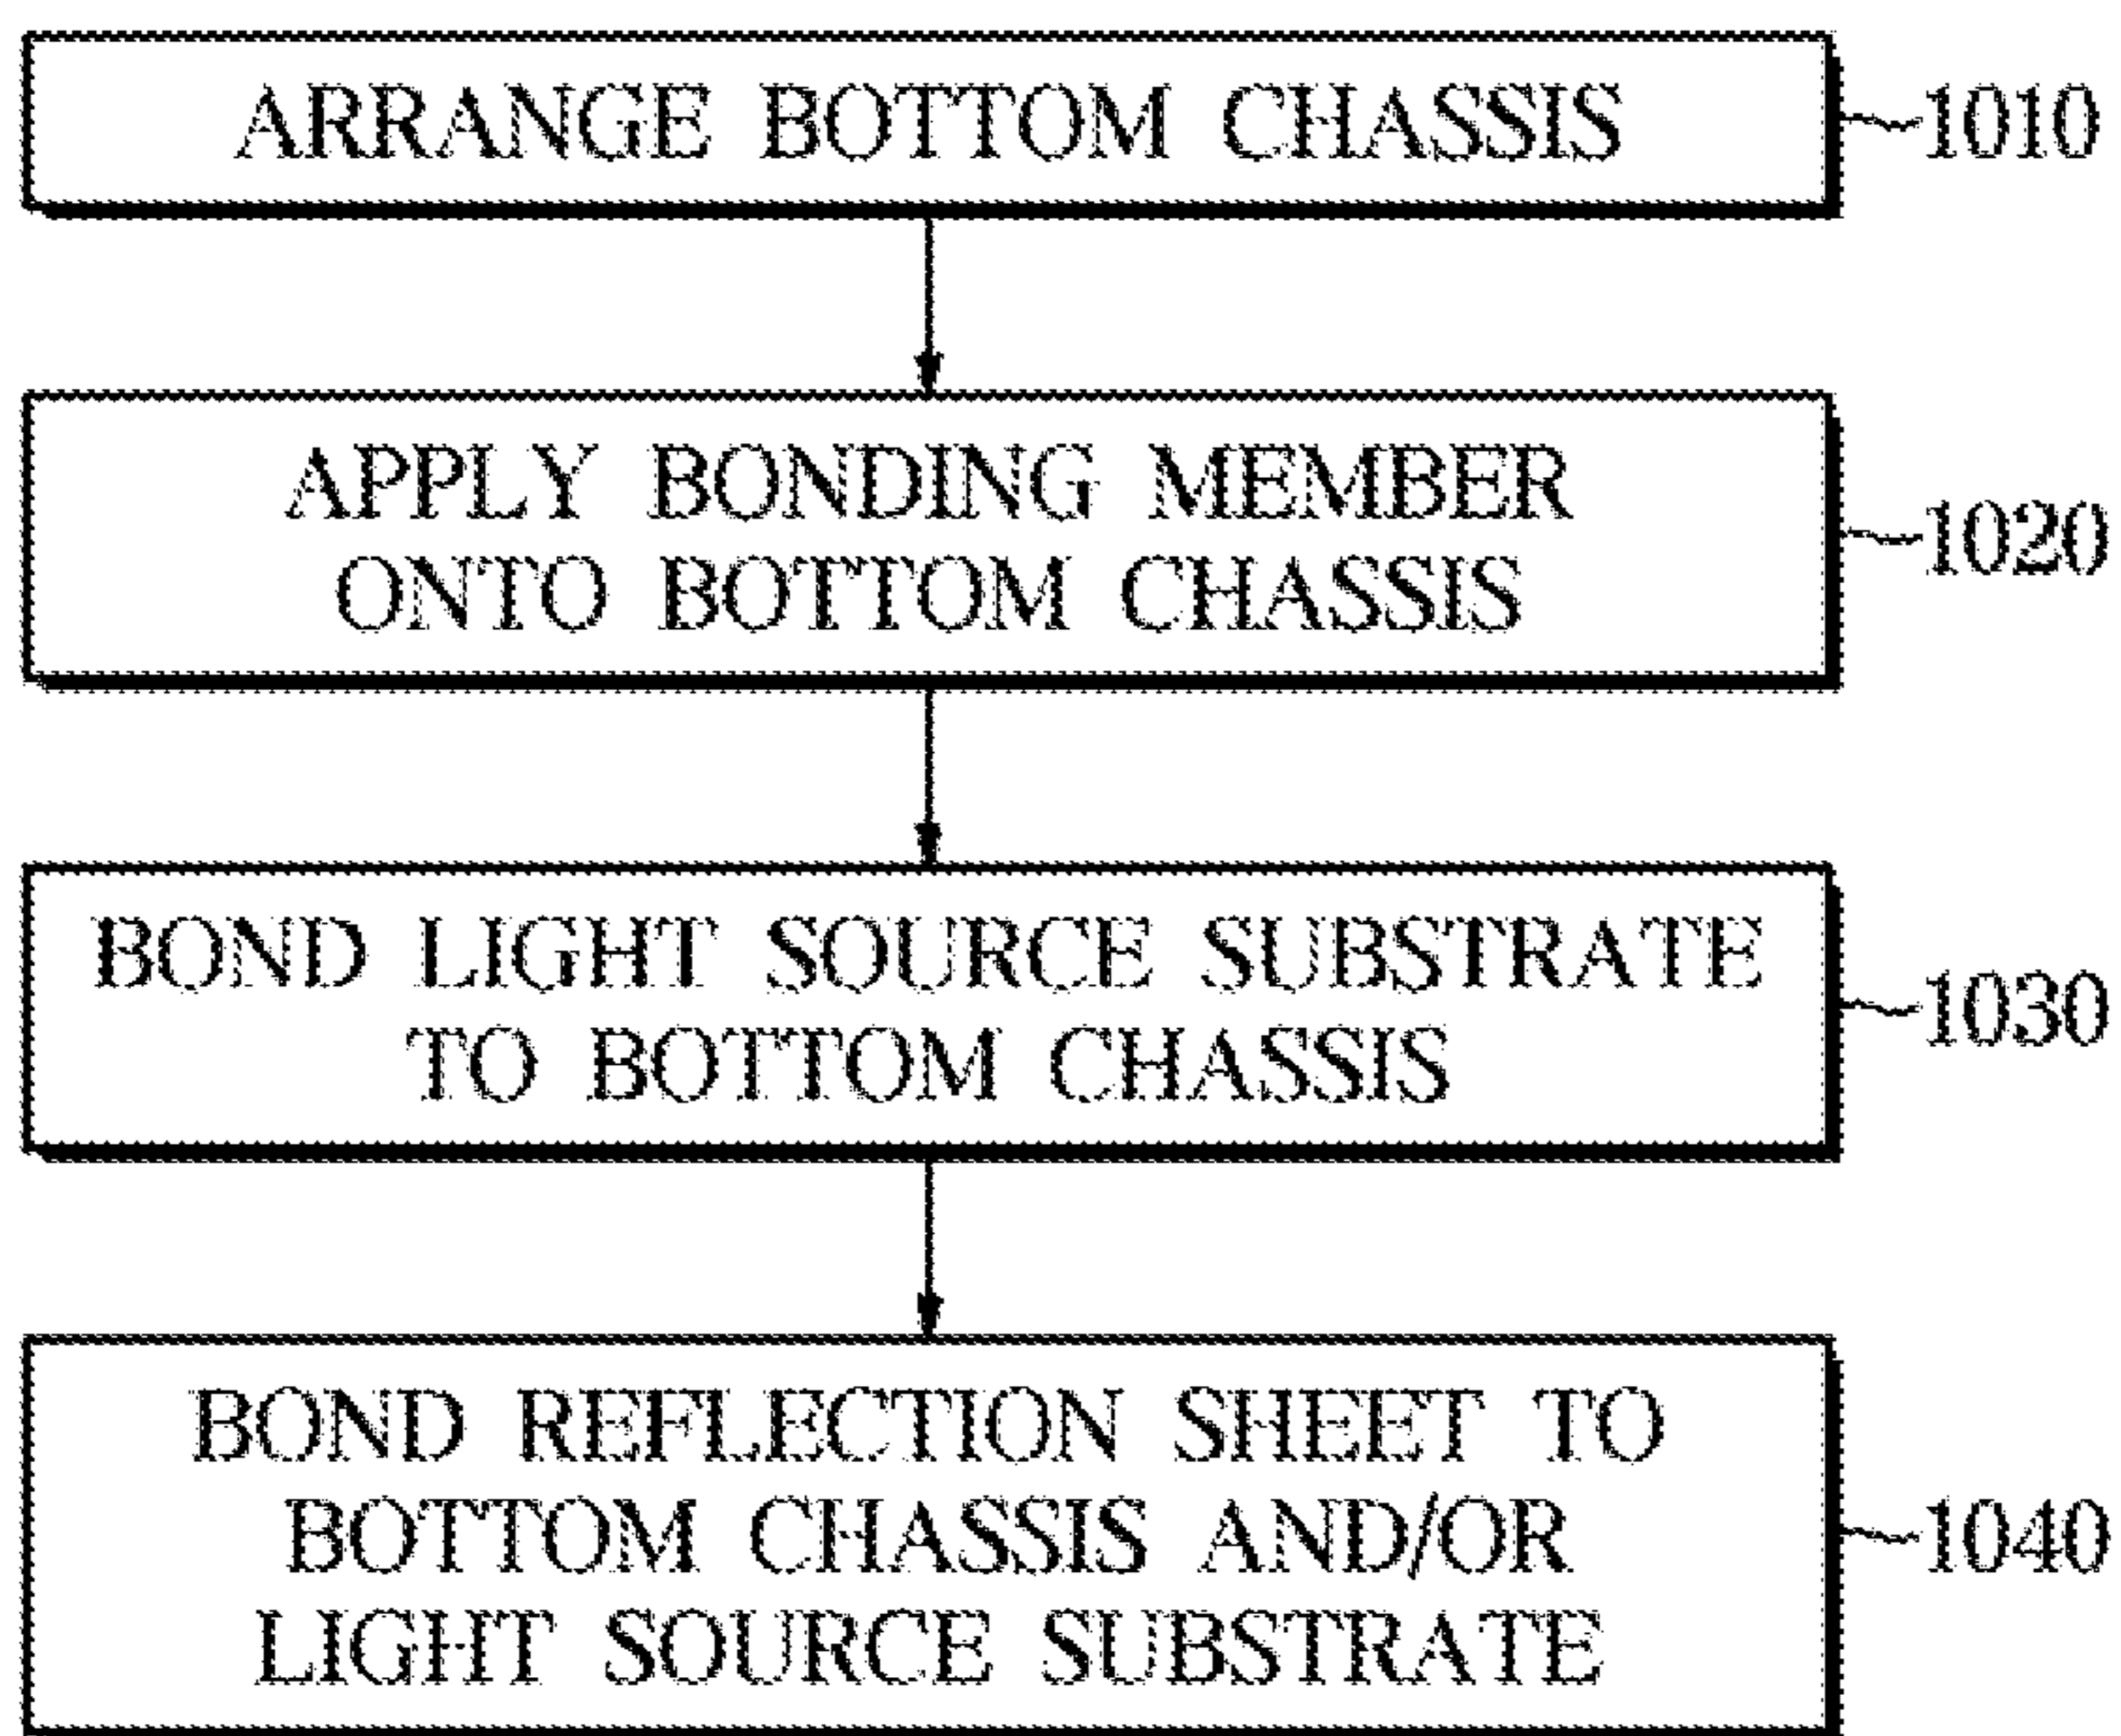 ARRANGE BOTTOM CHASSIS
1010
APPLY BONDING MEMBER
ONTO BOTTOM CHASSIS
1020
BOND LIGHT SOURCE SUBSTRATE
TO BOTTOM CHASSIS
1030
BOND REFLECTION SHEET TO
BOTTOM CHASSIS AND/OR
LIGHT SOURCE SUBSTRATE
1040